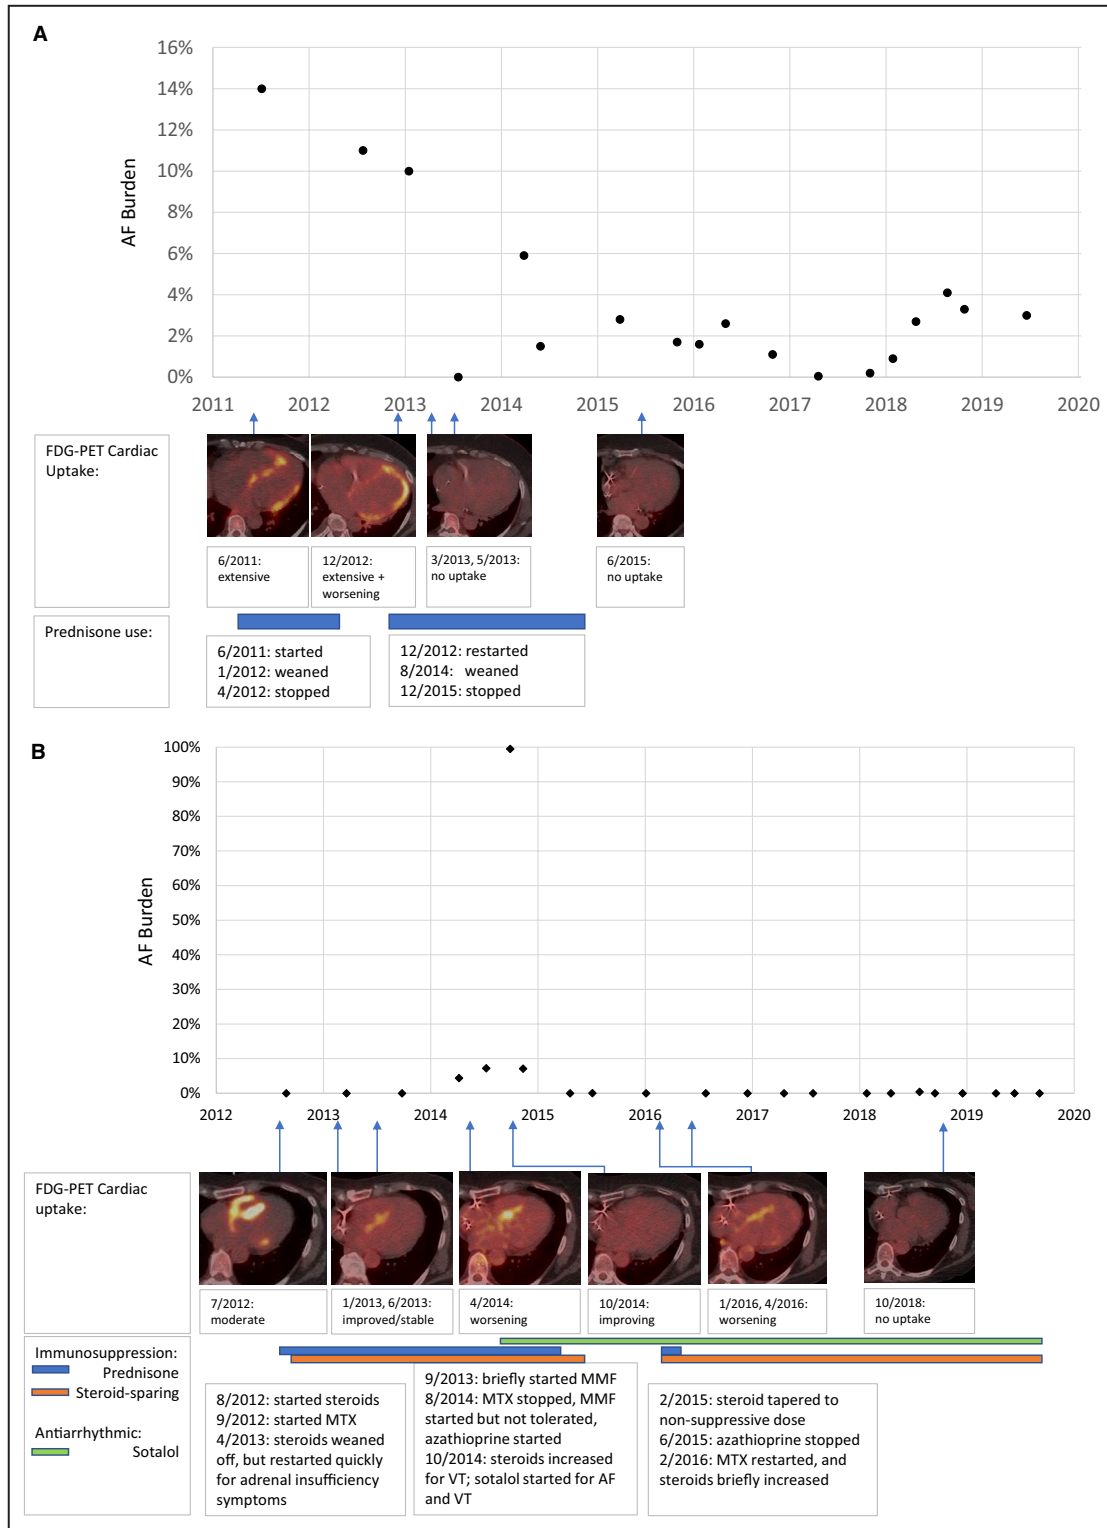 A
16%
14%
12%
10%
8%
6%
4%
2%
0%
AF Burden
2011 2012 2013 2014 2015 2016 2017 2018 2019 2020
FDG-PET Cardiac
Uptake:
6/2011:
extensive
12/2012:
extensive +
worsening
3/2013, 5/2013:
no uptake
6/2015:
no uptake
Prednisone use:
6/2011: started
1/2012: weaned
4/2012: stopped
12/2012: restarted
8/2014: weaned
12/2015: stopped
B
100%
90%
80%
70%
60%
50%
40%
30%
20%
10%
0%
AF Burden
2012 2013 2014 2015 2016 2017 2018 2019 2020
FDG-PET Cardiac
uptake:
7/2012:
moderate
1/2013, 6/2013:
improved/stable
4/2014:
worsening
10/2014:
improving
1/2016, 4/2016:
worsening
10/2018:
no uptake
Immunosuppression:
Prednisone
Steroid-sparing
Antiarrhythmic:
Sotalol
8/2012: started steroids
9/2012: started MTX
4/2013: steroids weaned
off, but restarted quickly
for adrenal insufficiency
symptoms
9/2013: briefly started MMF
8/2014: MTX stopped, MMF
started but not tolerated,
azathioprine started
10/2014: steroids increased
for VT; sotalol started for AF
and VT
2/2015: steroid tapered to
non-suppressive dose
6/2015: azathioprine stopped
2/2016: MTX restarted, and
steroids briefly increased